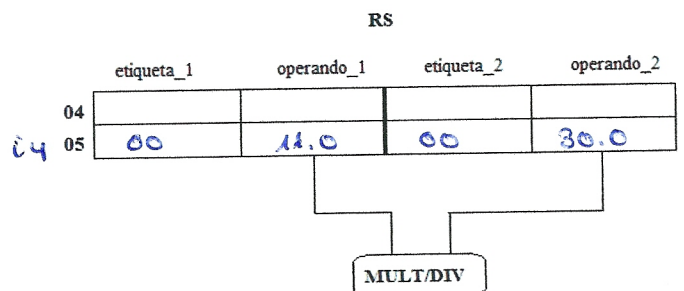 RS
etiqueta_1 operando_1 etiqueta_2 operando_2
04
i4 05 00 11.0 00 30.0
MULT/DIV